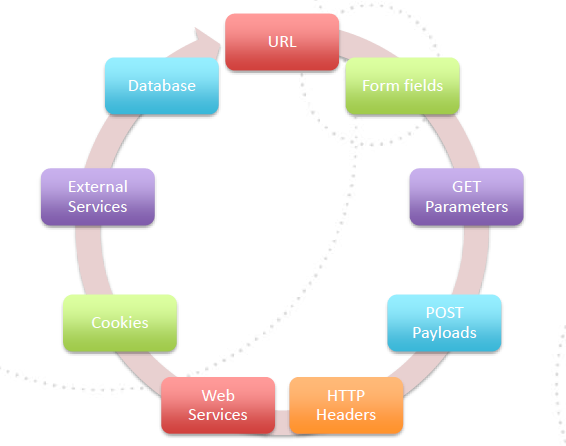 URL
Form fields
GET
Parameters
POST
Payloads
HTTP
Headers
Web
Services
Cookies
External
Services
Database